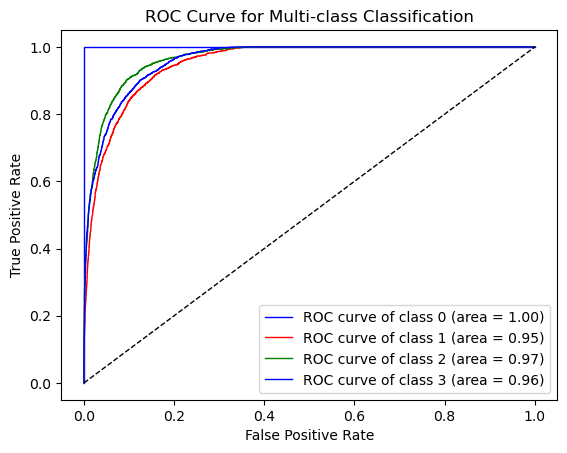 ROC Curve for Multi-class Classification
True Positive Rate
1.0
0.8
0.6
0.4
0.2
0.0
ROC curve of class 0 (area = 1.00)
ROC curve of class 1 (area = 0.95)
ROC curve of class 2 (area = 0.97)
ROC curve of class 3 (area = 0.96)
0.0 0.2 0.4 0.6 0.8 1.0
False Positive Rate